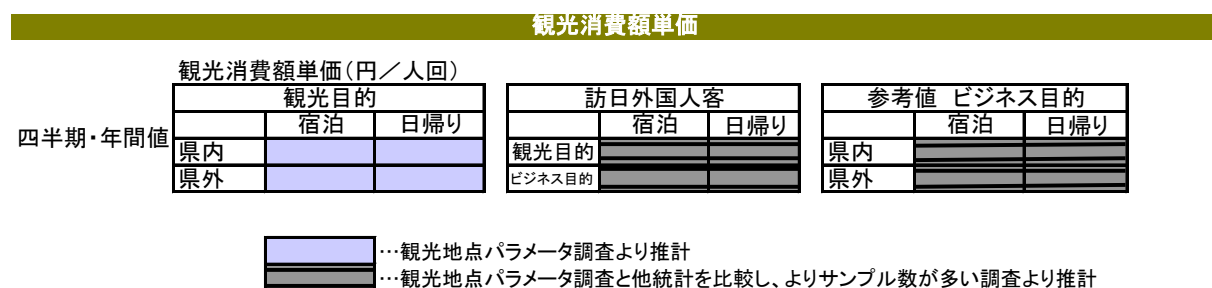 観光消費額単価
観光消費額単価（円／人回）
観光目的 訪日外国人客 参考値 ビジネス目的
宿泊 日帰り 宿泊 日帰り 宿泊 日帰り
四半期・年間値
県内 観光目的 県内
県外 ビジネス目的 県外
…観光地点パラメータ調査より推計
…観光地点パラメータ調査と他統計を比較し、よりサンプル数が多い調査より推計